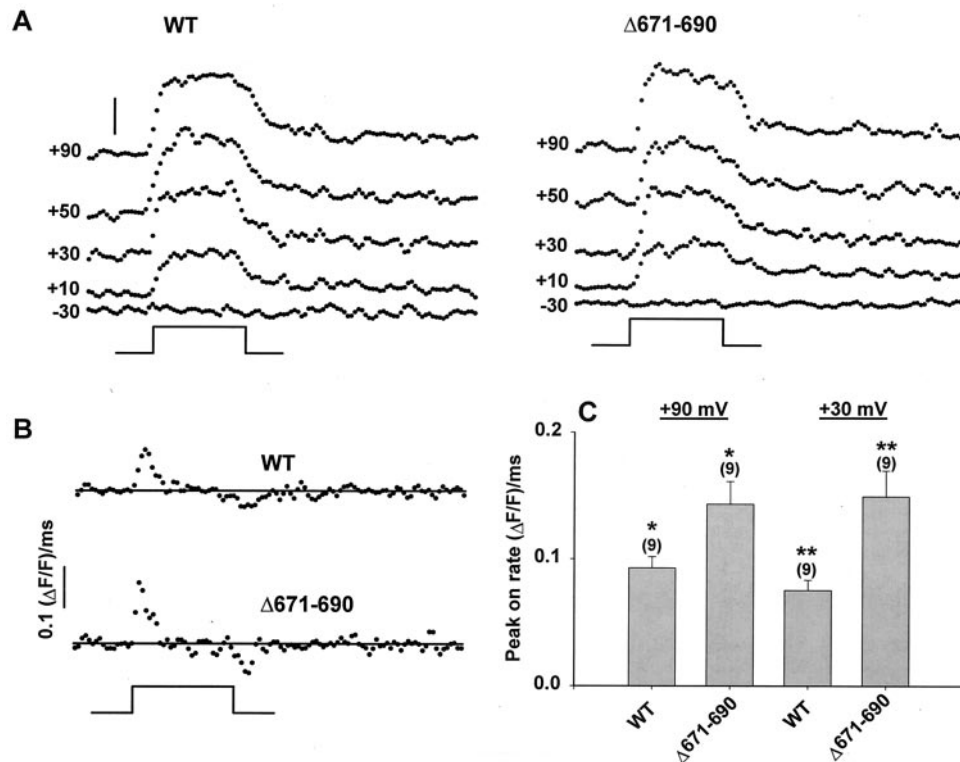 A
WT
Δ671-690
+90
+50
+30
+10
-30
+90
+50
+30
+10
-30
B
WT
0.1 (ΔF/F)/ms
Δ671-690
C
+90 mV
+30 mV
Peak on rate (ΔF/F)/ms
0.2
0.1
0.0
*
(9)
*
(9)
**
(9)
**
(9)
WT
Δ671-690
WT
Δ671-690